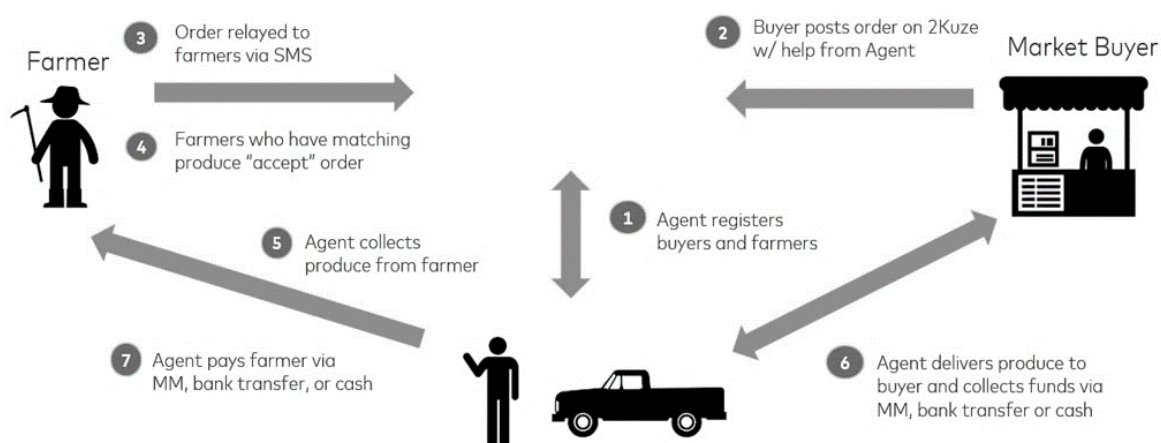 3
Order relayed to
farmers via SMS
2
Buyer posts order on 2Kuze
w/ help from Agent
Farmer
Market Buyer
4
Farmers who have matching
produce “accept” order
1
Agent registers
buyers and farmers
5
Agent collects
produce from farmer
7
Agent pays farmer via
MM, bank transfer, or cash
6
Agent delivers produce to
buyer and collects funds via
MM, bank transfer or cash